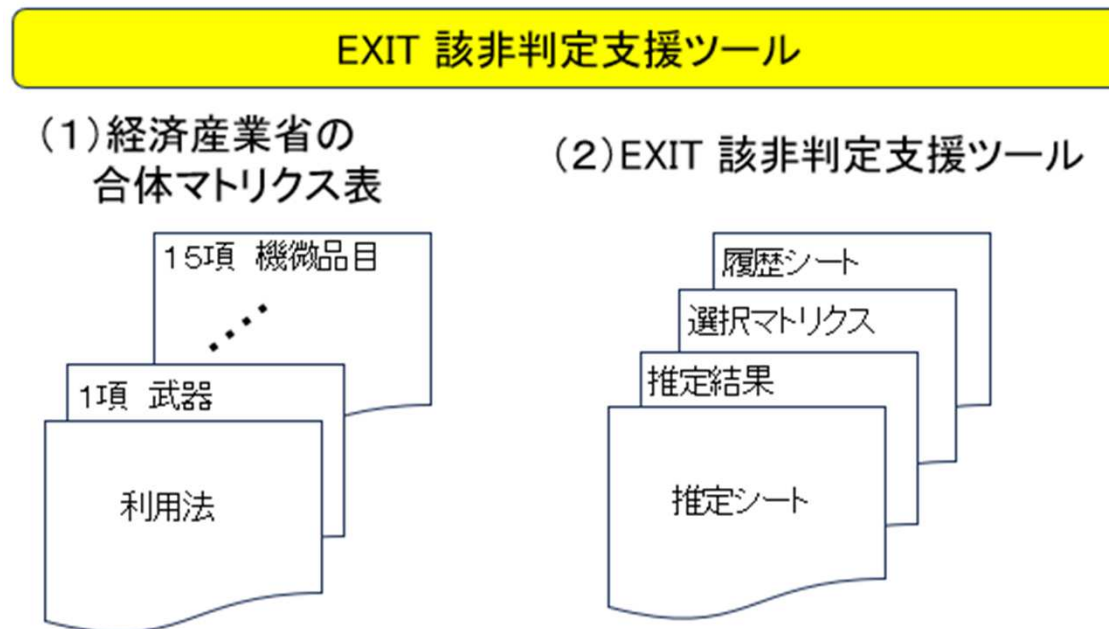 EXIT 該非判定支援ツール
(1)経済産業省の
合体マトリクス表
15項 機微品目
1項 武器
利用法
(2)EXIT 該非判定支援ツール
履歴シート
選択マトリクス
推定結果
推定シート